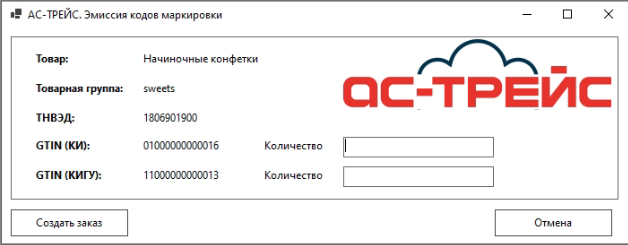 АС-ТРЕЙС. Эмиссия кодов маркировки
Товар: Начиночные конфетки
ас-ТРЕЙС
Товарная группа: sweets
ТНВЭД: 1806901900
GTIN (КИ): 01000000000016 Количество
GTIN (КИГУ): 11000000000013 Количество
Создать заказ Отмена